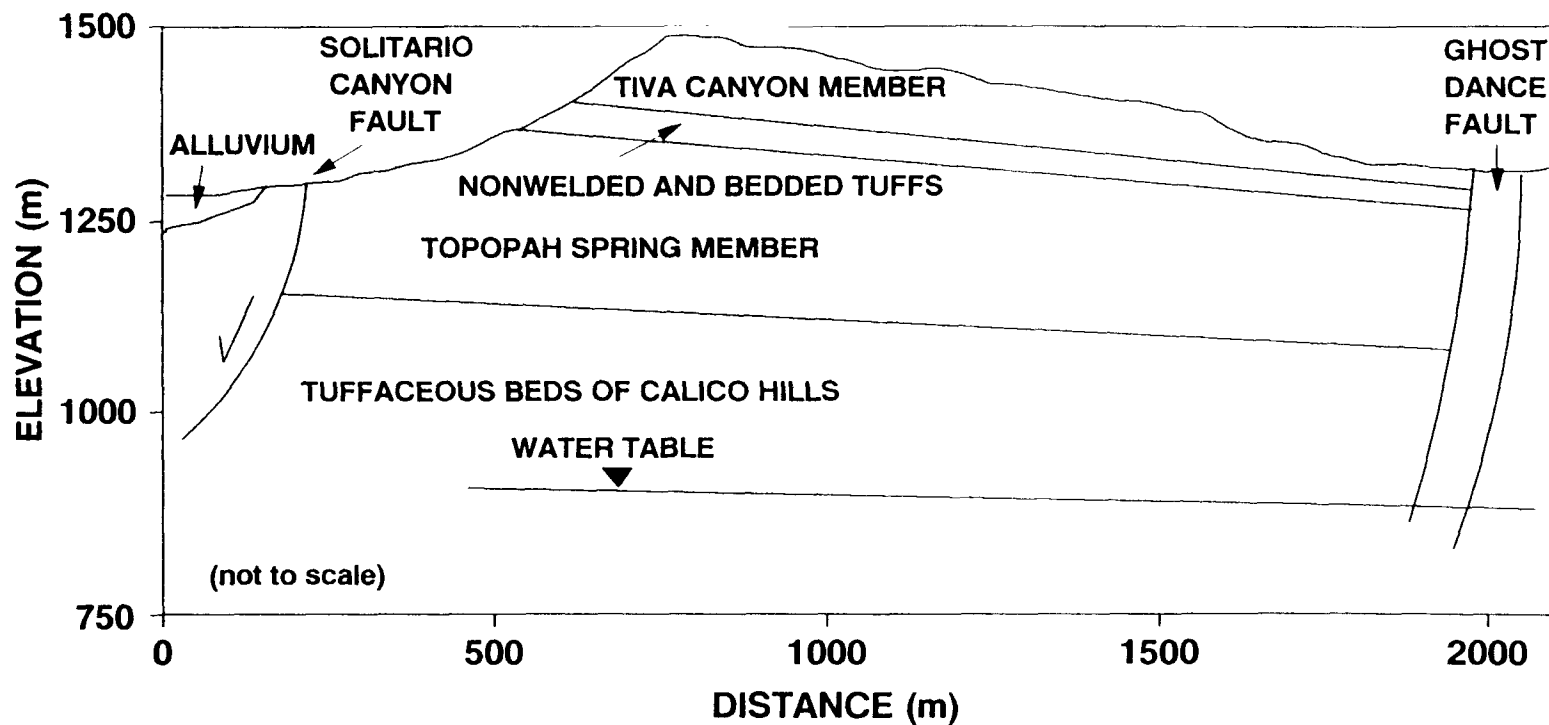 1500
SOLITARIO
CANYON
FAULT
GHOST
DANCE
FAULT
TIVA CANYON MEMBER
ALLUVIUM
NONWELDED AND BEDDED TUFFS
1250
TOPOPAH SPRING MEMBER
ELEVATION (m)
TUFFACEOUS BEDS OF CALICO HILLS
1000
WATER TABLE
(not to scale)
750
0
500
1000
1500
2000
DISTANCE (m)